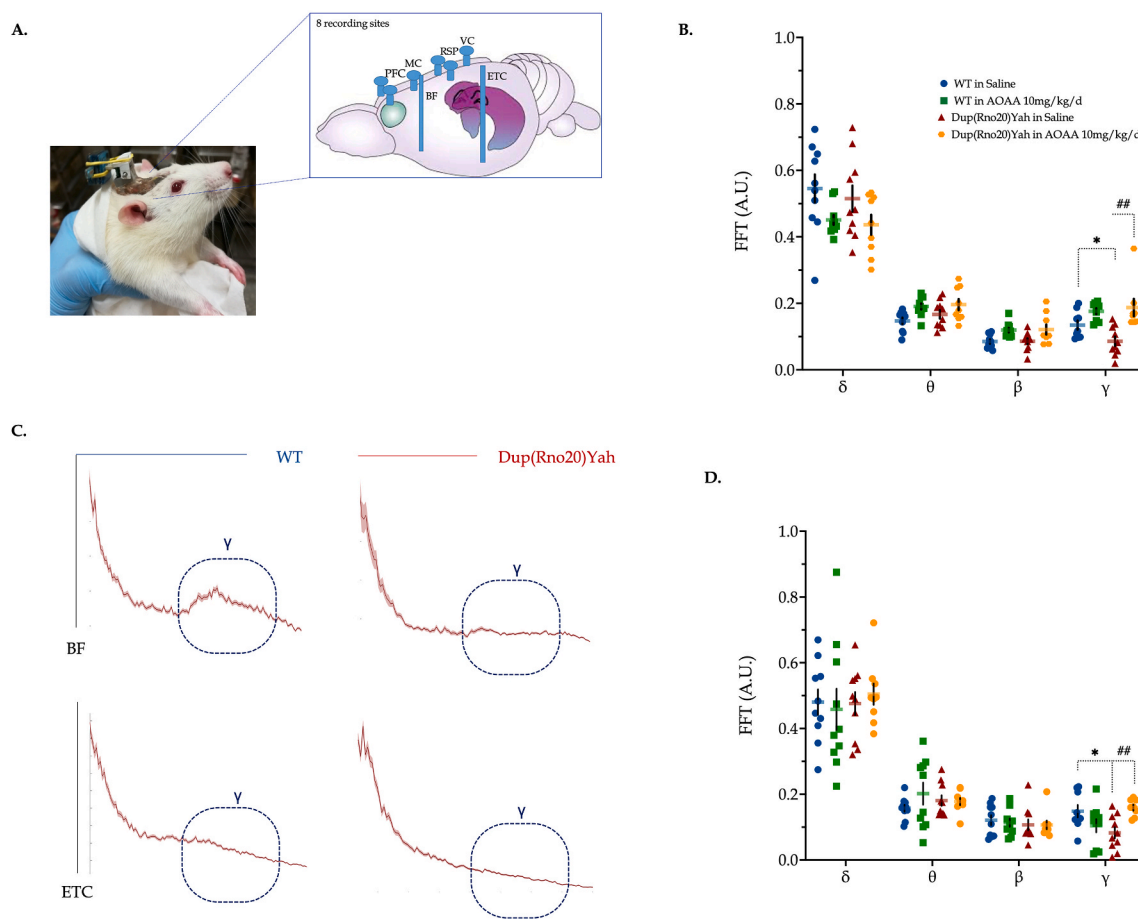 A.
8 recording sites
VC
RSP
MC
PFC
ETC
BF
B.
1.0
0.8
0.6
0.4
0.2
0.0
FFT (A.U.)
WT in Saline
WT in AOAA 10mg/kg/d
Dup(Rno20)Yah in Saline
Dup(Rno20)Yah in AOAA 10mg/kg/d
*
##
δ θ β γ
C.
WT
Dup(Rno20)Yah
γ
γ
BF
γ
γ
ETC
D.
1.0
0.8
0.6
0.4
0.2
0.0
FFT (A.U.)
* ##
δ θ β γ